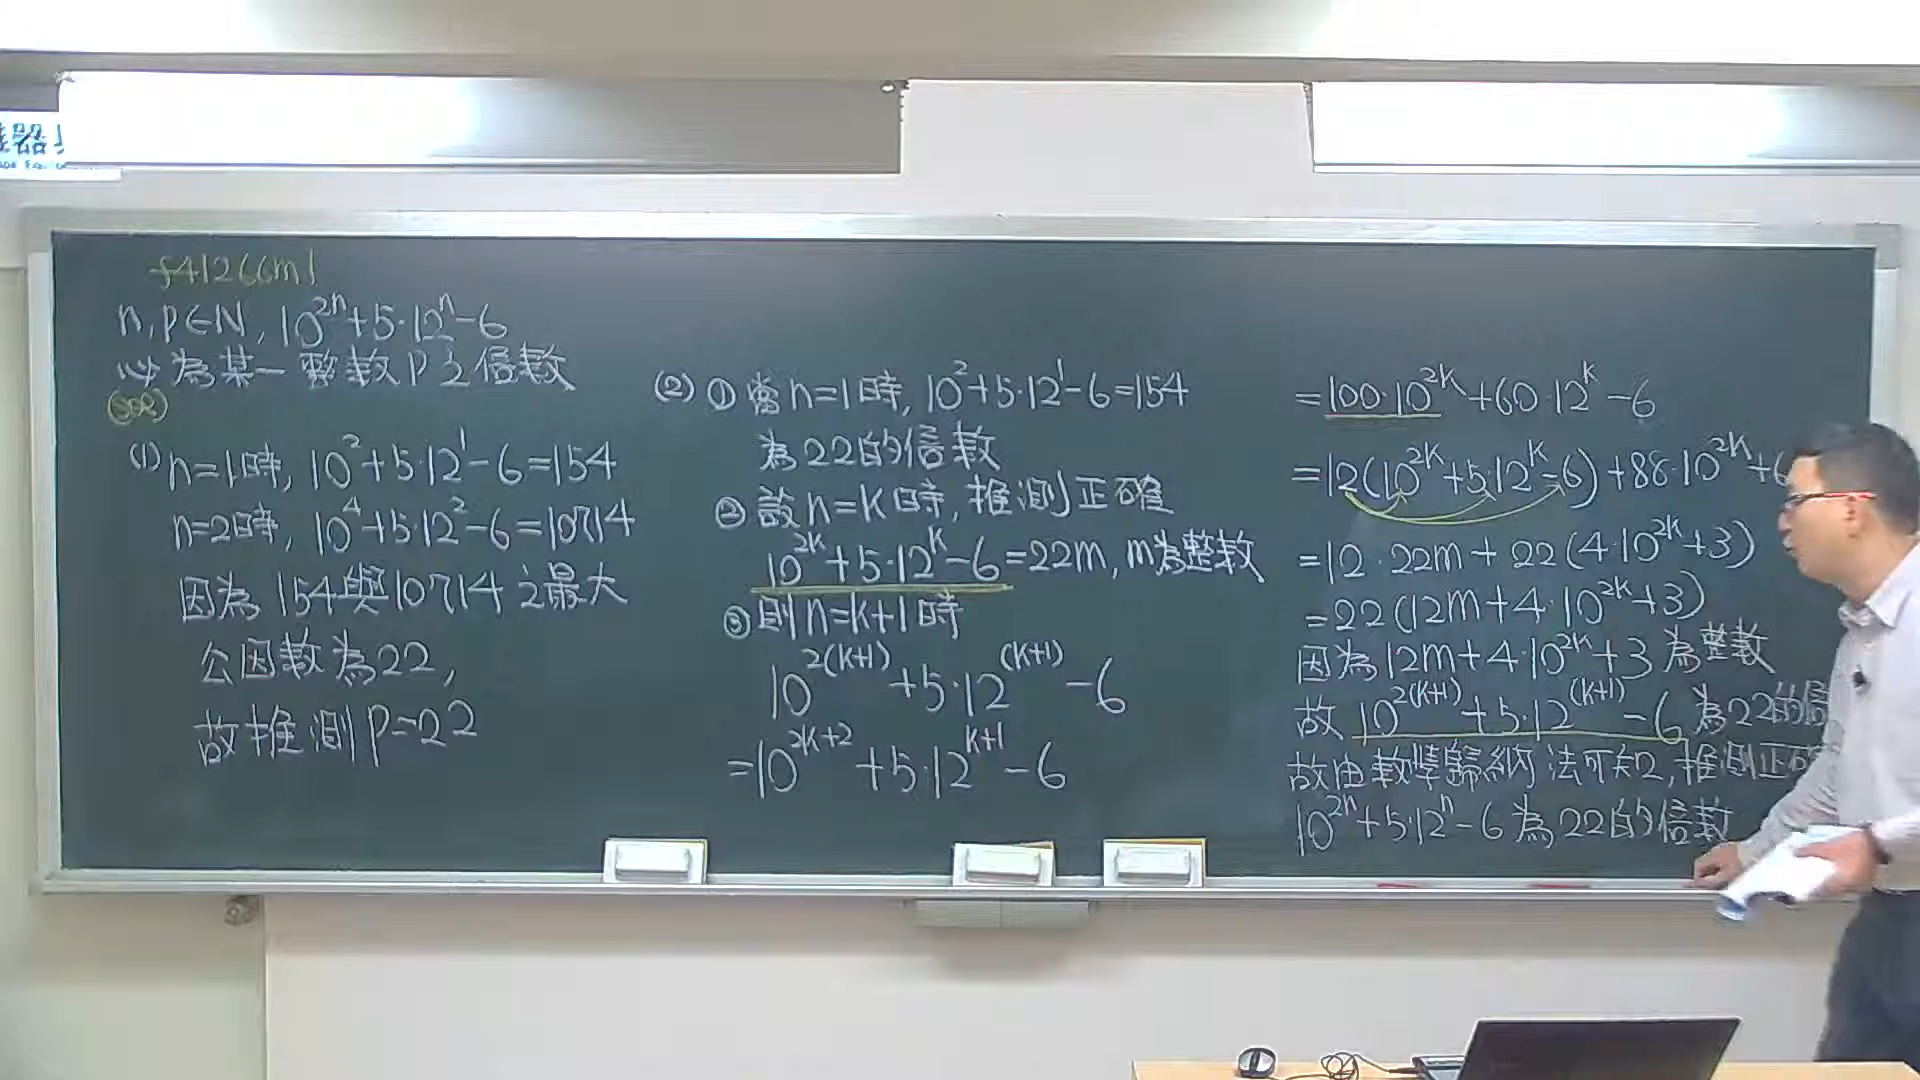 f41266m1
n,p∈N, 10^{2n}+5·12^n-6
必為某一整數P之倍數
(sol)
(1) n=1時, 10^2+5·12^1-6=154
n=2時, 10^4+5·12^2-6=10714
因為154與10714之最大
公因數為22,
故推測P=22
(2) ① 當n=1時, 10^2+5·12^1-6=154
為22的倍數
② 設n=k時, 推測正確
10^{2k}+5·12^k-6=22m, m為整數
③ 則n=k+1時
10^{2(k+1)}+5·12^{(k+1)}-6
=10^{2k+2}+5·12^{k+1}-6
=100·10^{2k}+60·12^k-6
=12(10^{2k}+5·12^k-6)+88·10^{2k}+6
=12·22m+22(4·10^{2k}+3)
=22(12m+4·10^{2k}+3)
因為12m+4·10^{2k}+3為整數
故10^{2(k+1)}+5·12^{(k+1)}-6為22的倍
故由數學歸納法可知, 推測正確
10^{2n}+5·12^n-6為22的倍數